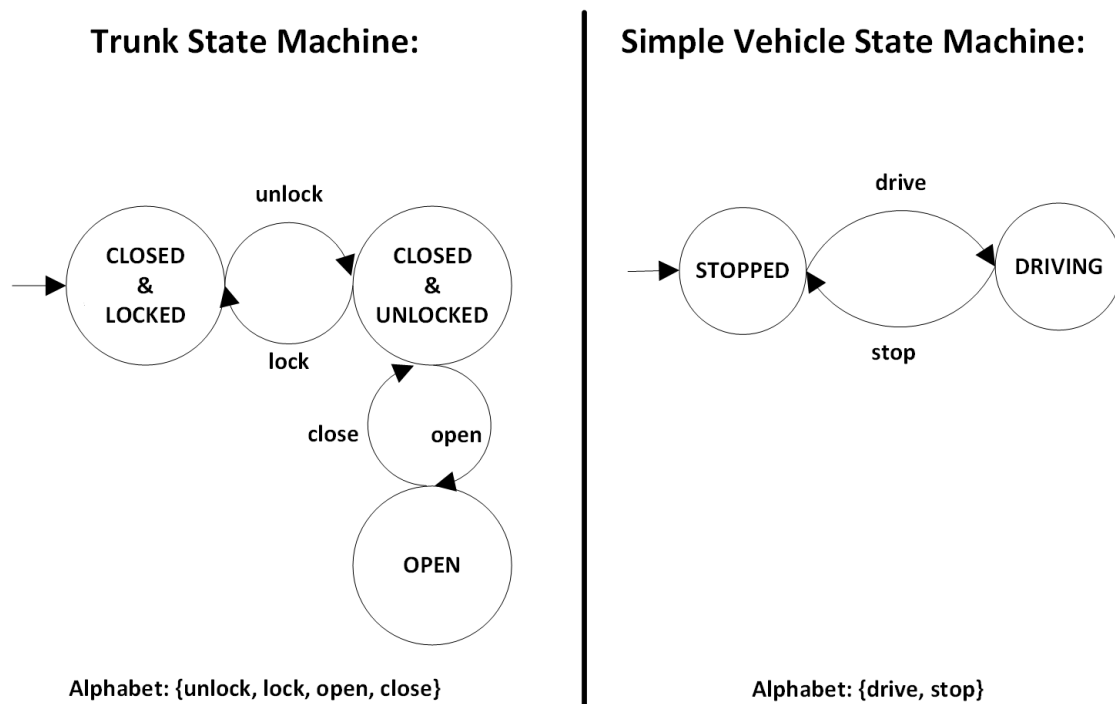 Trunk State Machine:
unlock
CLOSED
&
LOCKED
CLOSED
&
UNLOCKED
lock
close
open
OPEN
Alphabet: {unlock, lock, open, close}
Simple Vehicle State Machine:
drive
STOPPED
DRIVING
stop
Alphabet: {drive, stop}